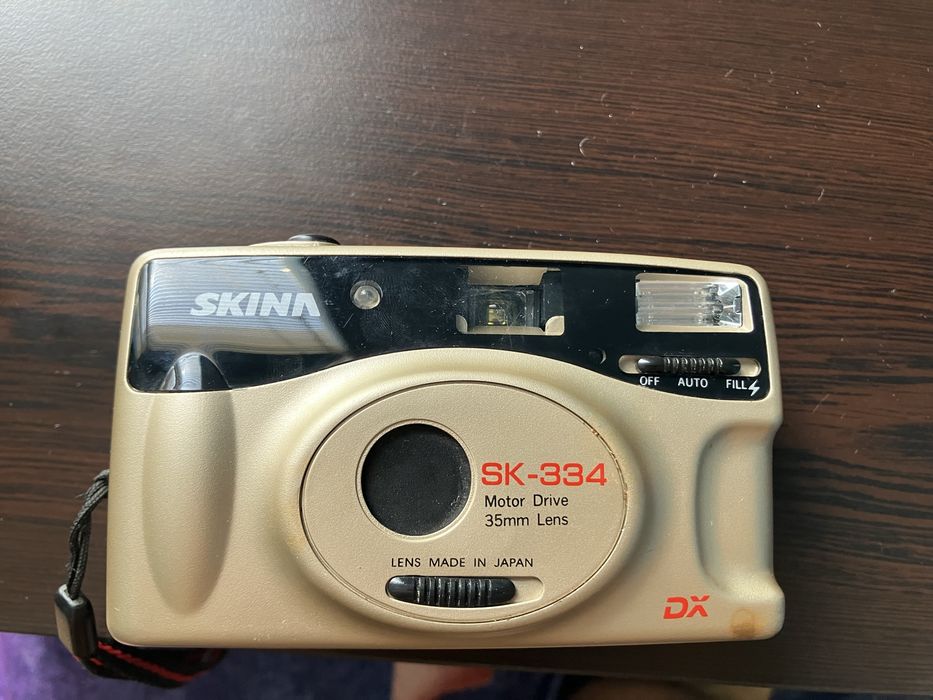 SKINA
OFF AUTO FILL
SK-334
Motor Drive
35mm Lens
LENS MADE IN JAPAN
DX